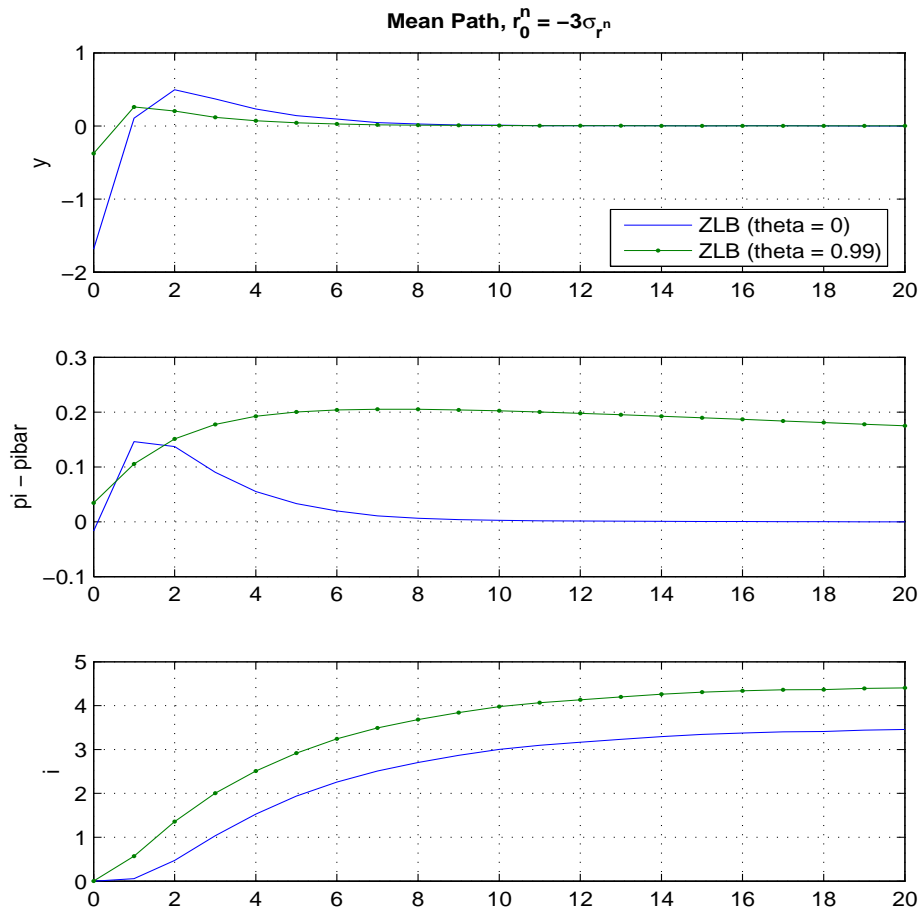 Mean Path, r₀ⁿ = −3σ_rⁿ
1
0
−1
−2
y
ZLB (theta = 0)
ZLB (theta = 0.99)
0 2 4 6 8 10 12 14 16 18 20
0.3
0.2
0.1
0
−0.1
pi − pibar
0 2 4 6 8 10 12 14 16 18 20
5
4
3
2
1
0
i
0 2 4 6 8 10 12 14 16 18 20